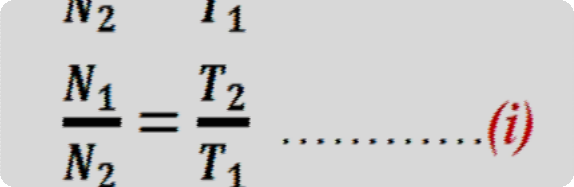 N₂ T₁
N₁/N₂ = T₂/T₁ ............(i)